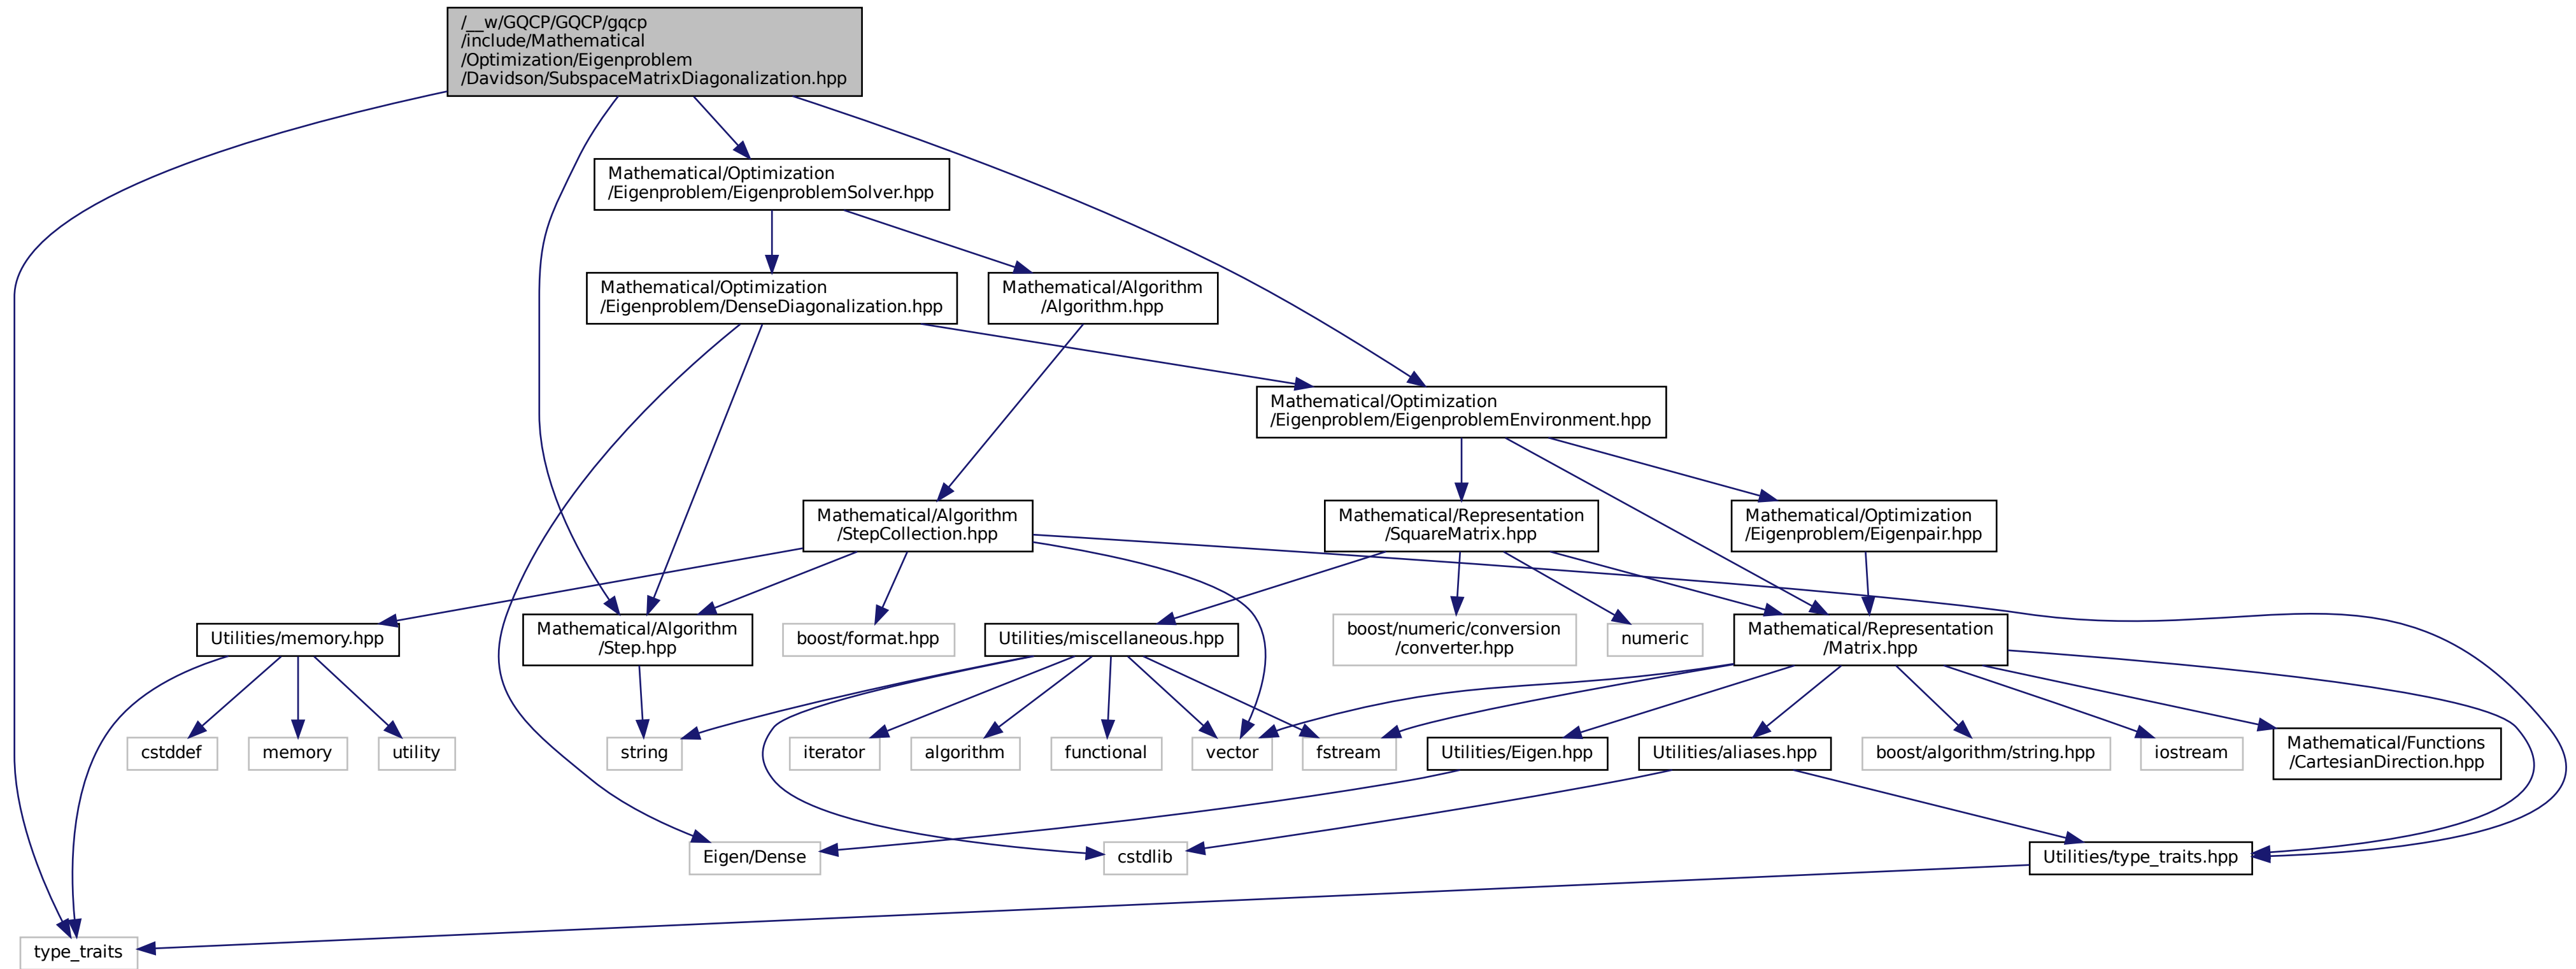 /__w/GQCP/GQCP/gqcp
/include/Mathematical
/Optimization/Eigenproblem
/Davidson/SubspaceMatrixDiagonalization.hpp
Mathematical/Optimization
/Eigenproblem/EigenproblemSolver.hpp
Mathematical/Optimization
/Eigenproblem/DenseDiagonalization.hpp
Mathematical/Algorithm
/Algorithm.hpp
Mathematical/Optimization
/Eigenproblem/EigenproblemEnvironment.hpp
Mathematical/Algorithm
/StepCollection.hpp
Mathematical/Representation
/SquareMatrix.hpp
Mathematical/Optimization
/Eigenproblem/Eigenpair.hpp
Utilities/memory.hpp
Mathematical/Algorithm
/Step.hpp
boost/format.hpp
Utilities/miscellaneous.hpp
boost/numeric/conversion
/converter.hpp
numeric
Mathematical/Representation
/Matrix.hpp
cstddef
memory
utility
string
iterator
algorithm
functional
vector
fstream
Utilities/Eigen.hpp
Utilities/aliases.hpp
boost/algorithm/string.hpp
iostream
Mathematical/Functions
/CartesianDirection.hpp
Eigen/Dense
cstdlib
Utilities/type_traits.hpp
type_traits